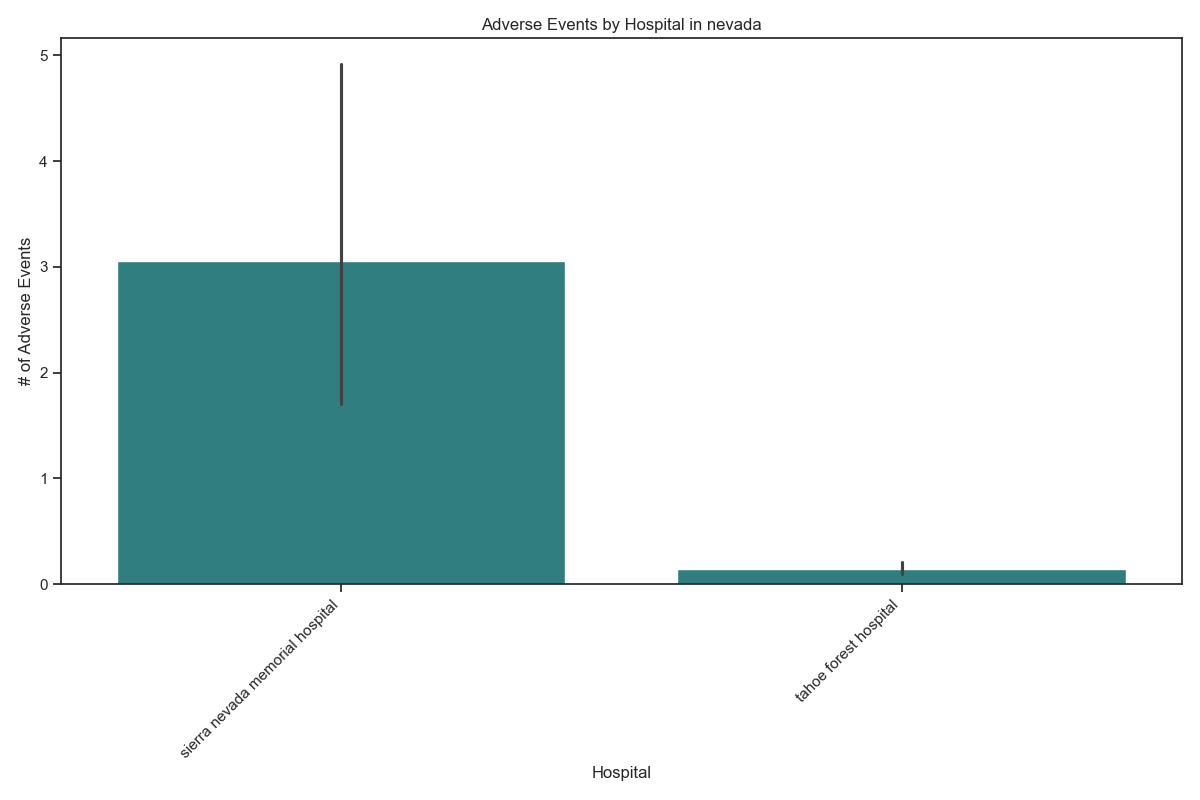 Adverse Events by Hospital in nevada
# of Adverse Events
5
4
3
2
1
0
sierra nevada memorial hospital
tahoe forest hospital
Hospital